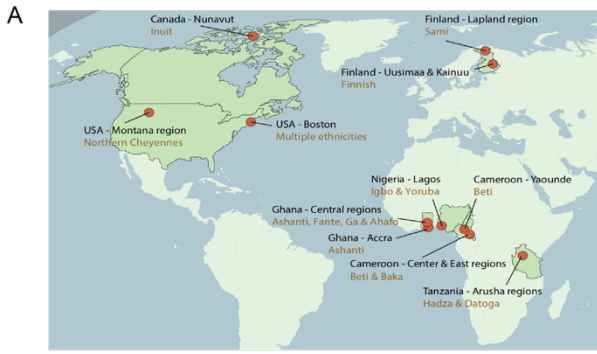 A
Canada - Nunavut
Inuit
Finland - Lapland region
Sami
Finland - Uusimaa & Kainuu
Finnish
USA - Boston
Multiple ethnicities
USA - Montana region
Northern Cheyennes
Nigeria - Lagos
Igbo & Yoruba
Cameroon - Yaounde
Beti
Ghana - Central regions
Ashanti, Fante, Ga & Ahafo
Ghana - Accra
Ashanti
Cameroon - Center & East regions
Beti & Baka
Tanzania - Arusha regions
Hadza & Datoga